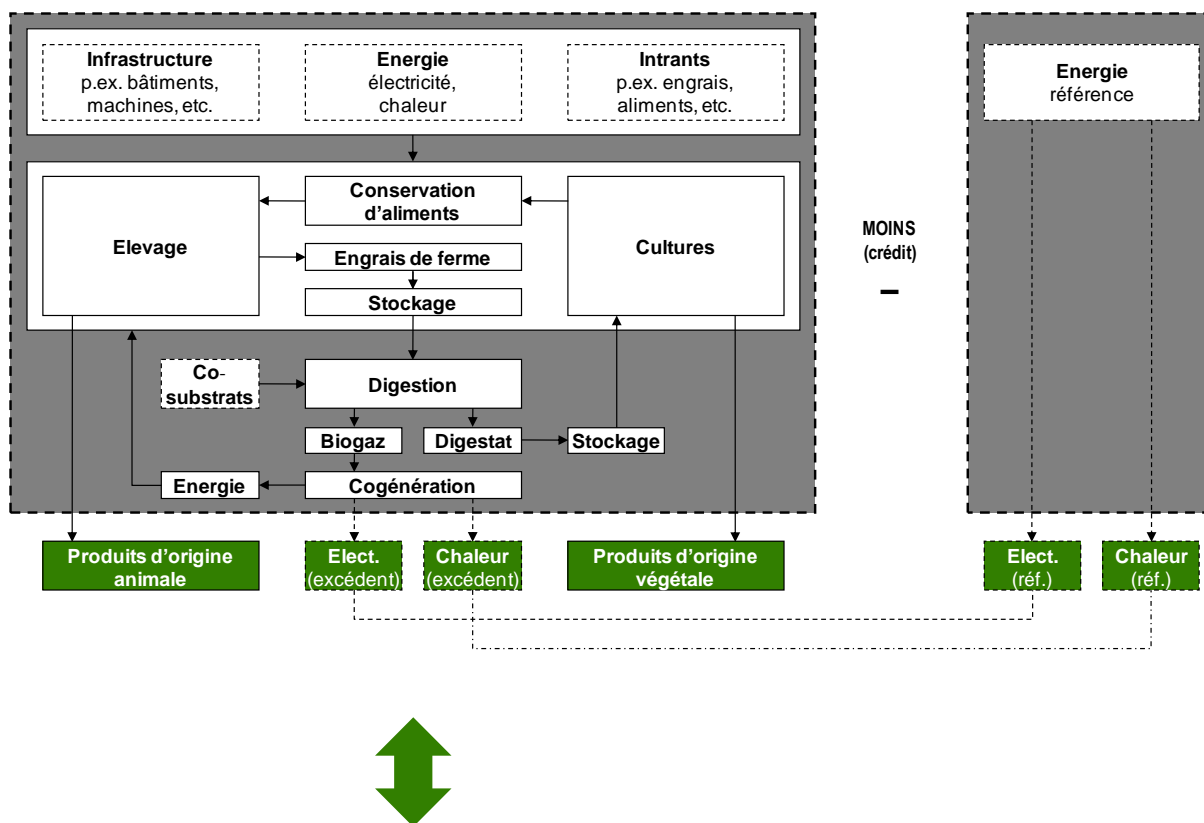 Infrastructure
p.ex. bâtiments,
machines, etc.
Energie
électricité,
chaleur
Intrants
p.ex. engrais,
aliments, etc.
Energie
référence
Elevage
Conservation
d'aliments
Engrais de ferme
Stockage
Cultures
MOINS
(crédit)
–
Co-
substrats
Digestion
Biogaz
Digestat
Stockage
Energie
Cogénération
Produits d'origine
animale
Elect.
(excédent)
Chaleur
(excédent)
Produits d'origine
végétale
Elect.
(réf.)
Chaleur
(réf.)